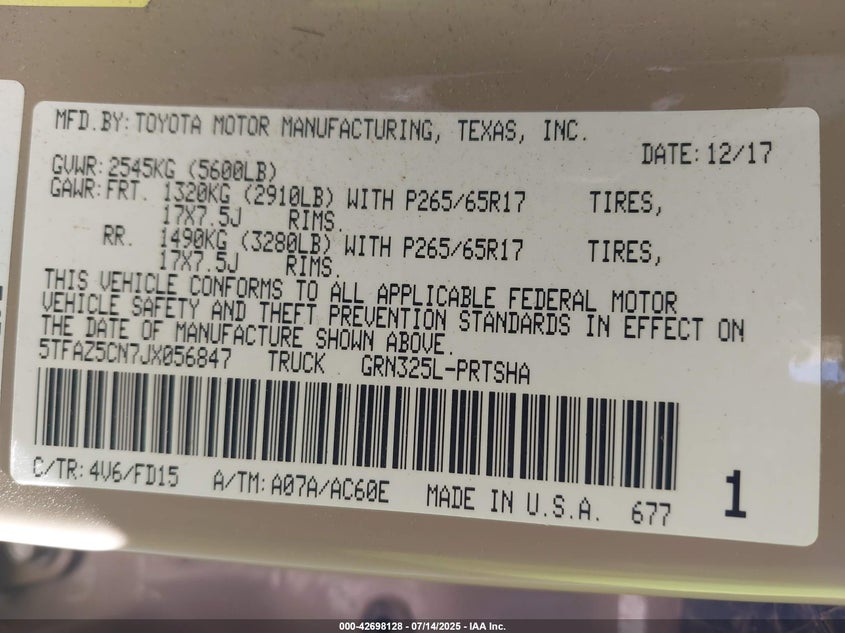 MFD.BY: TOYOTA MOTOR MANUFACTURING, TEXAS, INC.
DATE: 12/17
GVWR: 2545KG (5600LB)
GAWR: FRT. 1320KG (2910LB) WITH P265/65R17 TIRES,
17X7.5J RIMS.
RR. 1490KG (3280LB) WITH P265/65R17 TIRES,
17X7.5J RIMS.
THIS VEHICLE CONFORMS TO ALL APPLICABLE FEDERAL MOTOR
VEHICLE SAFETY AND THEFT PREVENTION STANDARDS IN EFFECT ON
THE DATE OF MANUFACTURE SHOWN ABOVE.
5TFAZ5CN7JX056847 TRUCK GRN325L-PRTSHA
C/TR: 4V6/FD15 A/TM: A07A/AC60E MADE IN U.S.A. 677 1
000-42698128 - 07/14/2025 - IAA Inc.